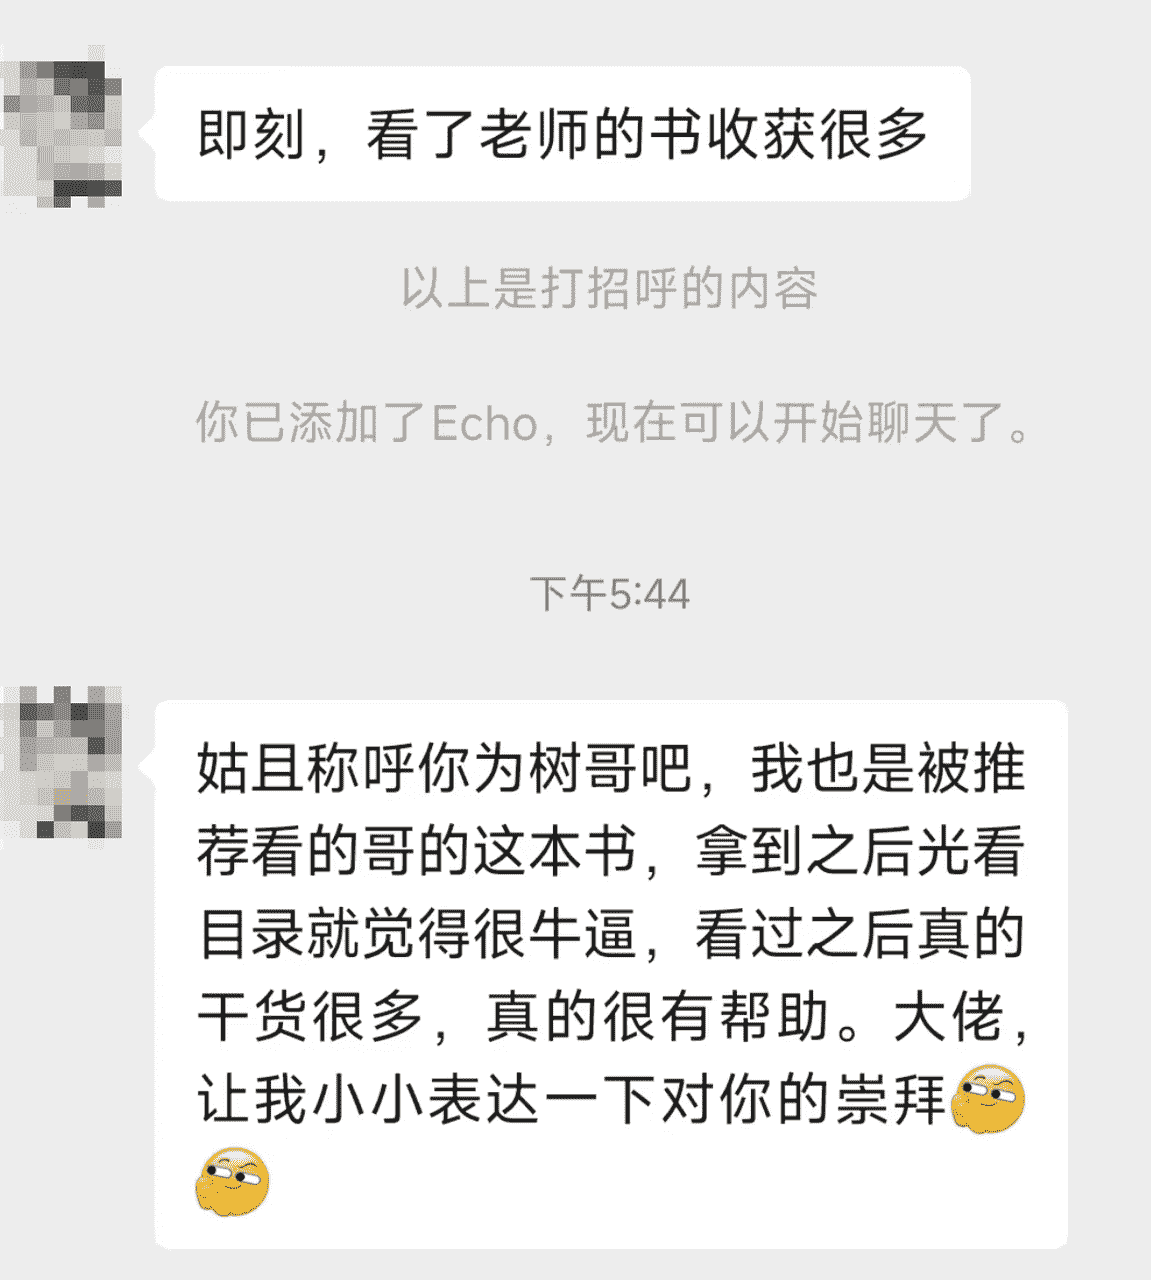 即刻，看了老师的书收获很多
以上是打招呼的内容
你已添加了Echo，现在可以开始聊天了。
下午5:44
姑且称呼你为树哥吧，我也是被推
荐看的哥的这本书，拿到之后光看
目录就觉得很牛逼，看过之后真的
干货很多，真的很有帮助。大佬，
让我小小表达一下对你的崇拜